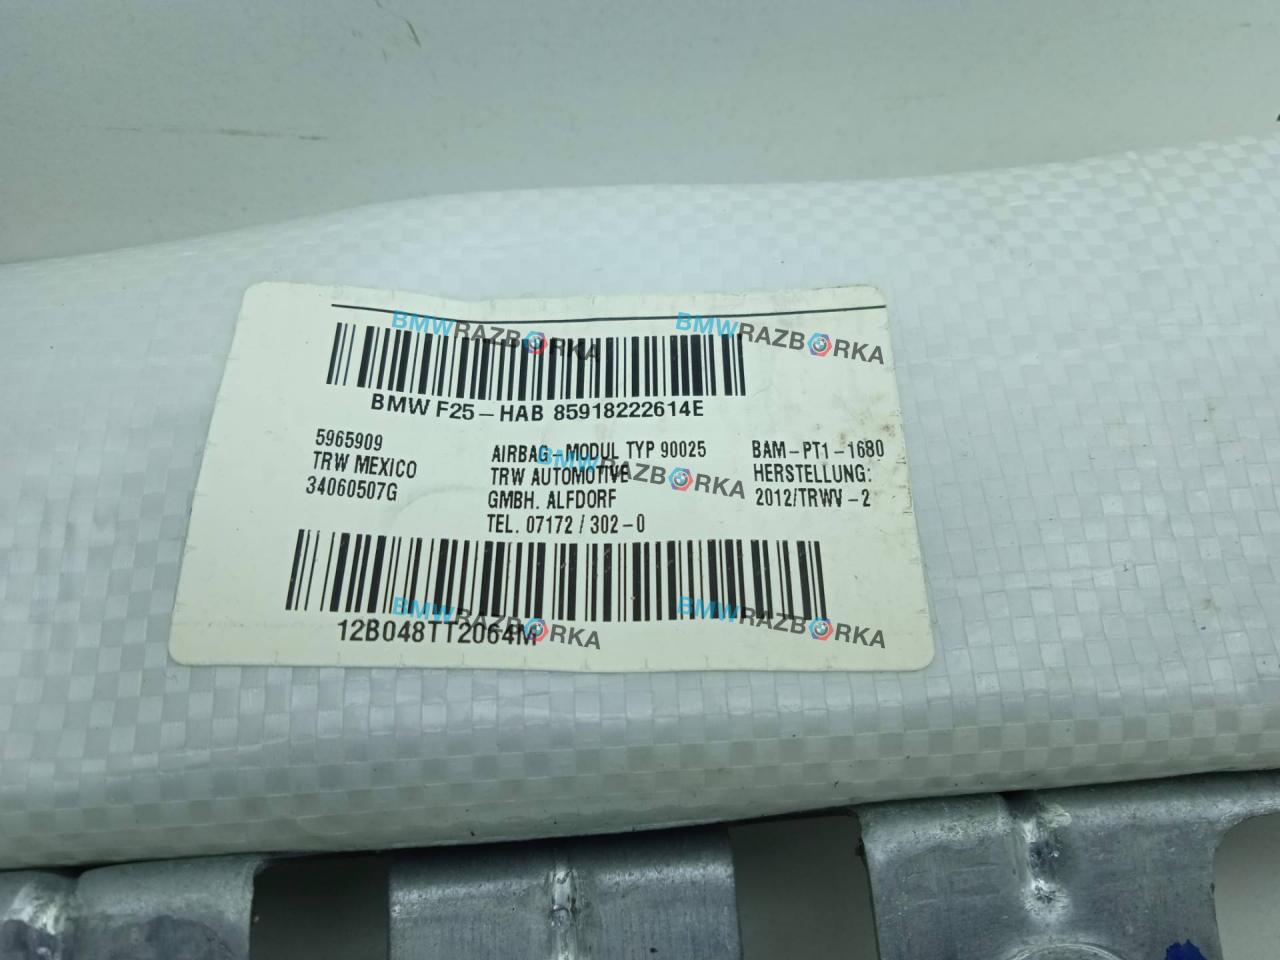 BMWRAZBORKA BMWRAZBORKA
BMW F25-HAB 85918222614E
5965909 AIRBAG-MODUL TYP 90025 BAM-PT1-1680
TRW MEXICO TRW AUTOMOTIVE HERSTELLUNG:
34060507G GMBH. ALFDORF 2012/TRWV-2
TEL. 07172 / 302-0
BMWRAZBORKA
BMWRAZBORKA BMWRAZBORKA
12B048TT2064M